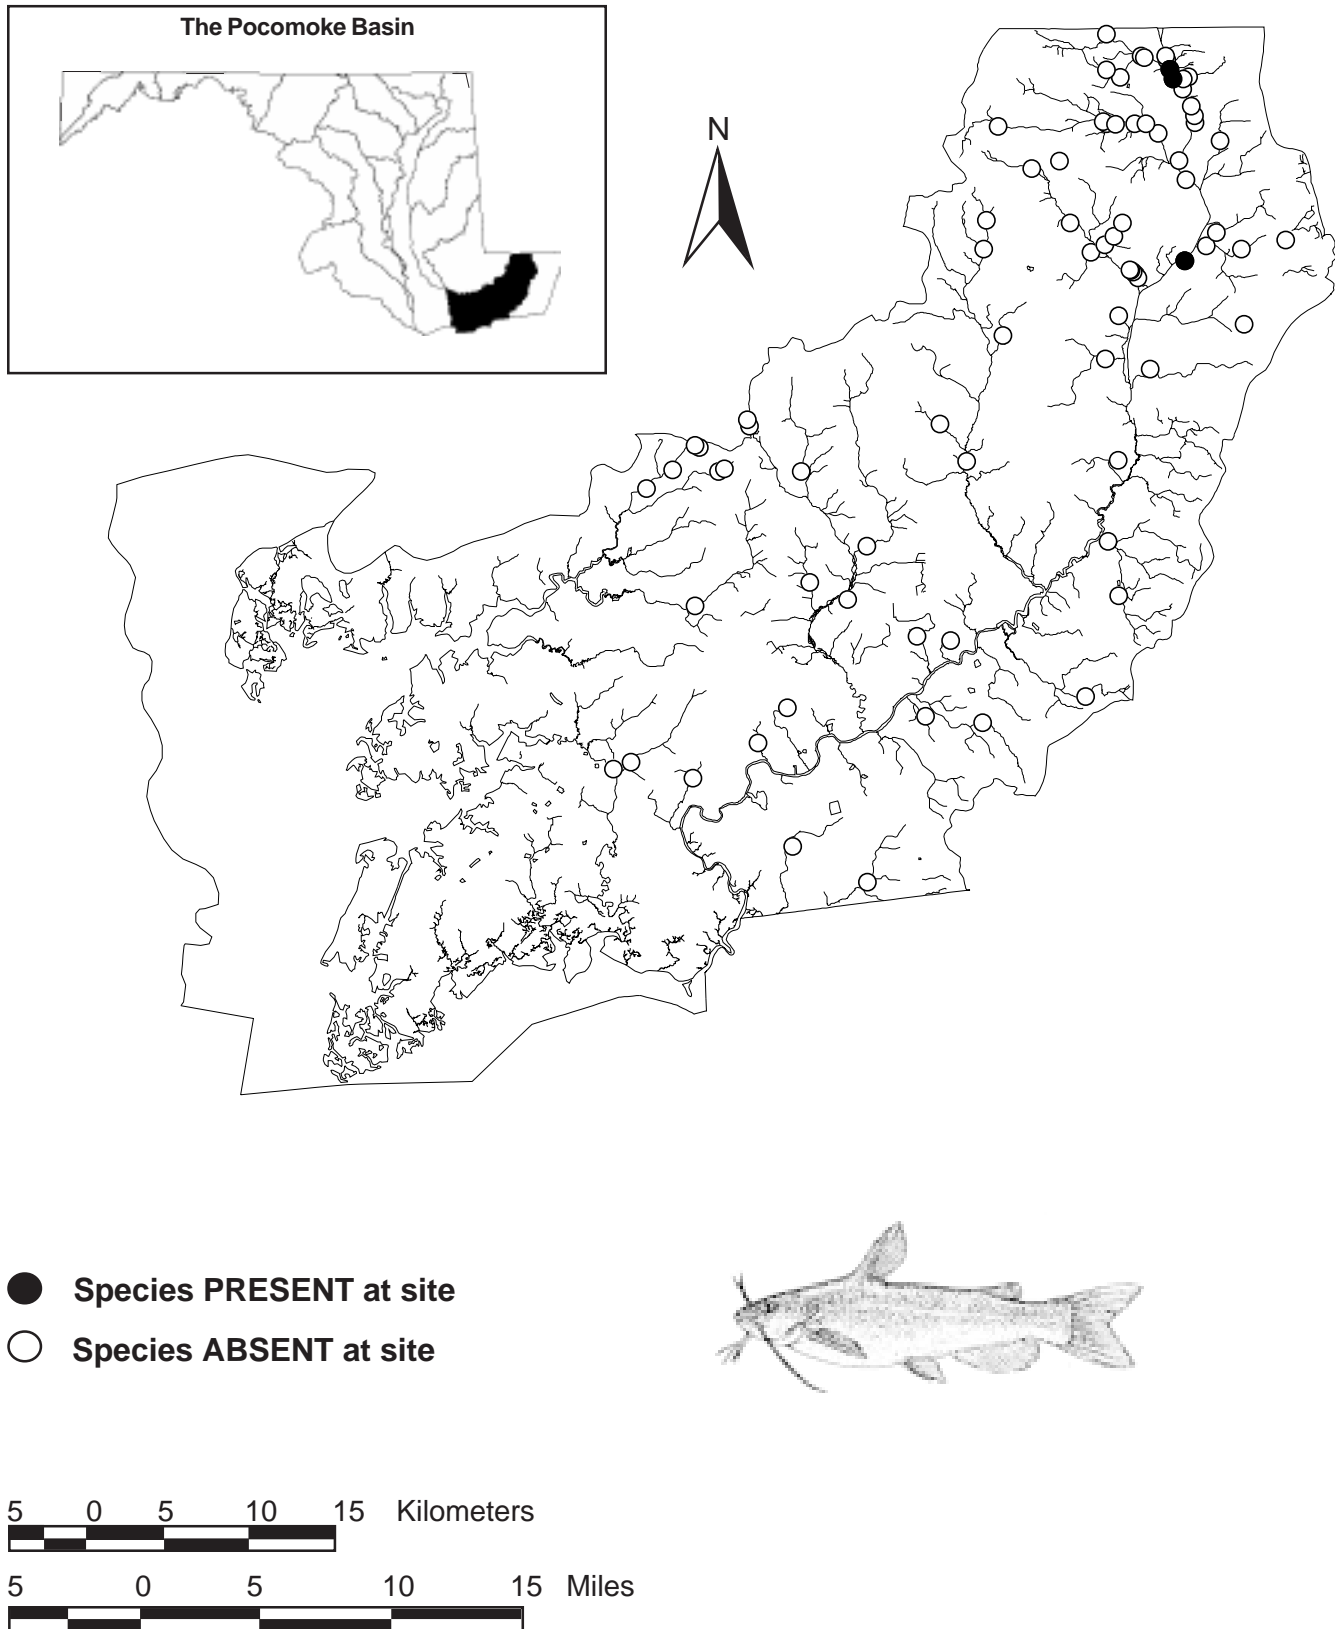 The Pocomoke Basin
N
Species PRESENT at site
Species ABSENT at site
5 0 5 10 15 Kilometers
5 0 5 10 15 Miles